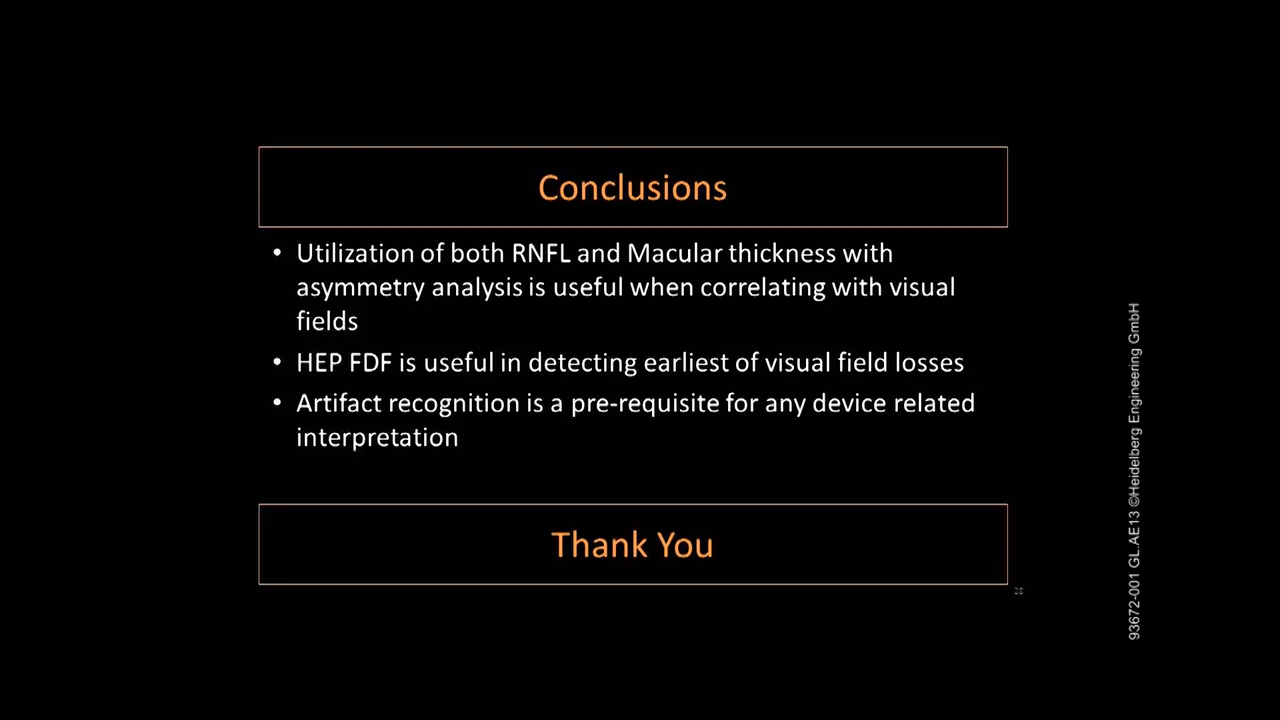 Conclusions
• Utilization of both RNFL and Macular thickness with
asymmetry analysis is useful when correlating with visual
fields
• HEP FDF is useful in detecting earliest of visual field losses
• Artifact recognition is a pre-requisite for any device related
interpretation
Thank You
28
93672-001 GL.AE13 ©Heidelberg Engineering GmbH